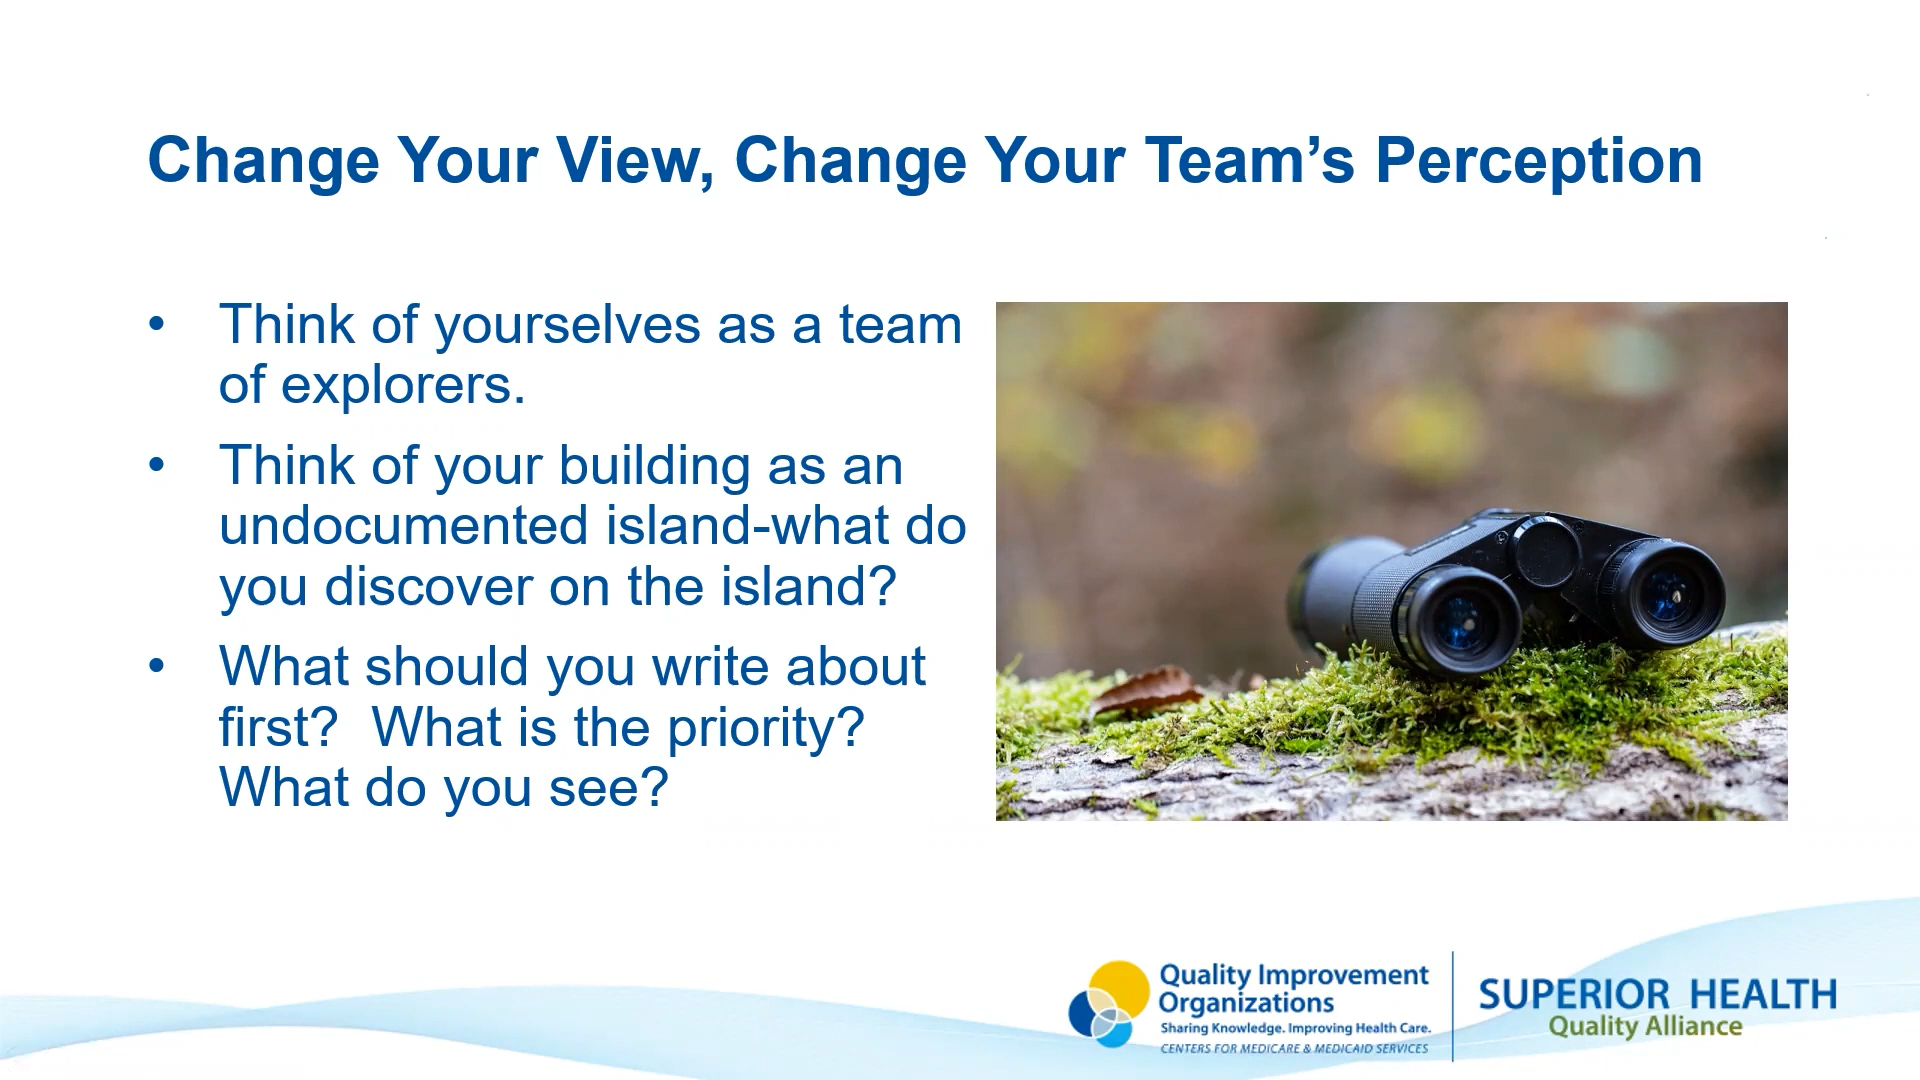 Change Your View, Change Your Team’s Perception
• Think of yourselves as a team
of explorers.
• Think of your building as an
undocumented island-what do
you discover on the island?
• What should you write about
first?  What is the priority?
What do you see?
Quality Improvement
Organizations
Sharing Knowledge. Improving Health Care.
CENTERS FOR MEDICARE & MEDICAID SERVICES
SUPERIOR HEALTH
Quality Alliance